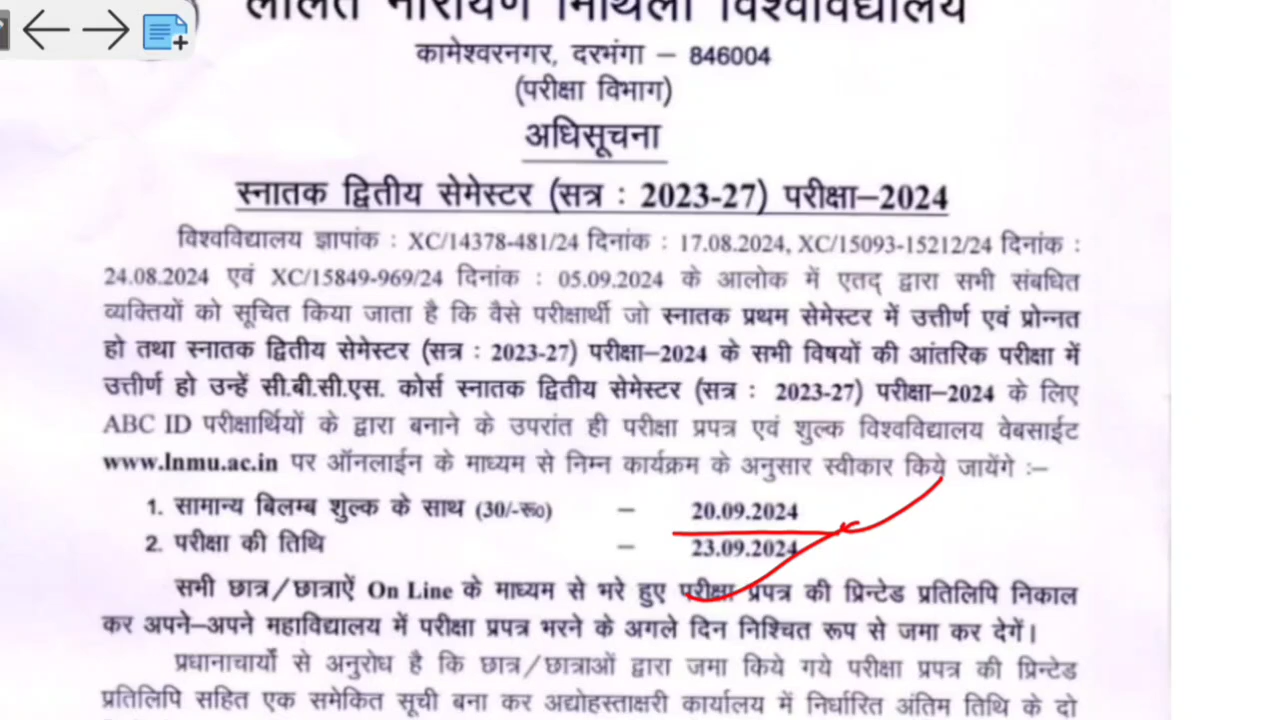 ललित नारायण मिथिला विश्वविद्यालय
कामेश्वरनगर, दरभंगा – 846004
(परीक्षा विभाग)
अधिसूचना
स्नातक द्वितीय सेमेस्टर (सत्र : 2023-27) परीक्षा–2024
विश्वविद्यालय ज्ञापांक : XC/14378-481/24 दिनांक : 17.08.2024, XC/15093-15212/24 दिनांक :
24.08.2024 एवं XC/15849-969/24 दिनांक : 05.09.2024 के आलोक में एतद् द्वारा सभी संबधित
व्यक्तियों को सूचित किया जाता है कि वैसे परीक्षार्थी जो स्नातक प्रथम सेमेस्टर में उत्तीर्ण एवं प्रोन्नत
हो तथा स्नातक द्वितीय सेमेस्टर (सत्र : 2023-27) परीक्षा–2024 के सभी विषयों की आंतरिक परीक्षा में
उत्तीर्ण हो उन्हें सी.बी.सी.एस. कोर्स स्नातक द्वितीय सेमेस्टर (सत्र : 2023-27) परीक्षा–2024 के लिए
ABC ID परीक्षार्थियों के द्वारा बनाने के उपरांत ही परीक्षा प्रपत्र एवं शुल्क विश्वविद्यालय वेबसाईट
www.lnmu.ac.in पर ऑनलाईन के माध्यम से निम्न कार्यक्रम के अनुसार स्वीकार किये जायेंगे :–
1. सामान्य बिलम्ब शुल्क के साथ (30/-रू0) – 20.09.2024
2. परीक्षा की तिथि – 23.09.2024
सभी छात्र/छात्राऐं On Line के माध्यम से भरे हुए परीक्षा प्रपत्र की प्रिन्टेड प्रतिलिपि निकाल
कर अपने–अपने महाविद्यालय में परीक्षा प्रपत्र भरने के अगले दिन निश्चित रूप से जमा कर देगें।
प्रधानाचार्यो से अनुरोध है कि छात्र/छात्राओं द्वारा जमा किये गये परीक्षा प्रपत्र की प्रिन्टेड
प्रतिलिपि सहित एक समेकित सूची बना कर अद्योहस्ताक्षरी कार्यालय में निर्धारित अंतिम तिथि के दो